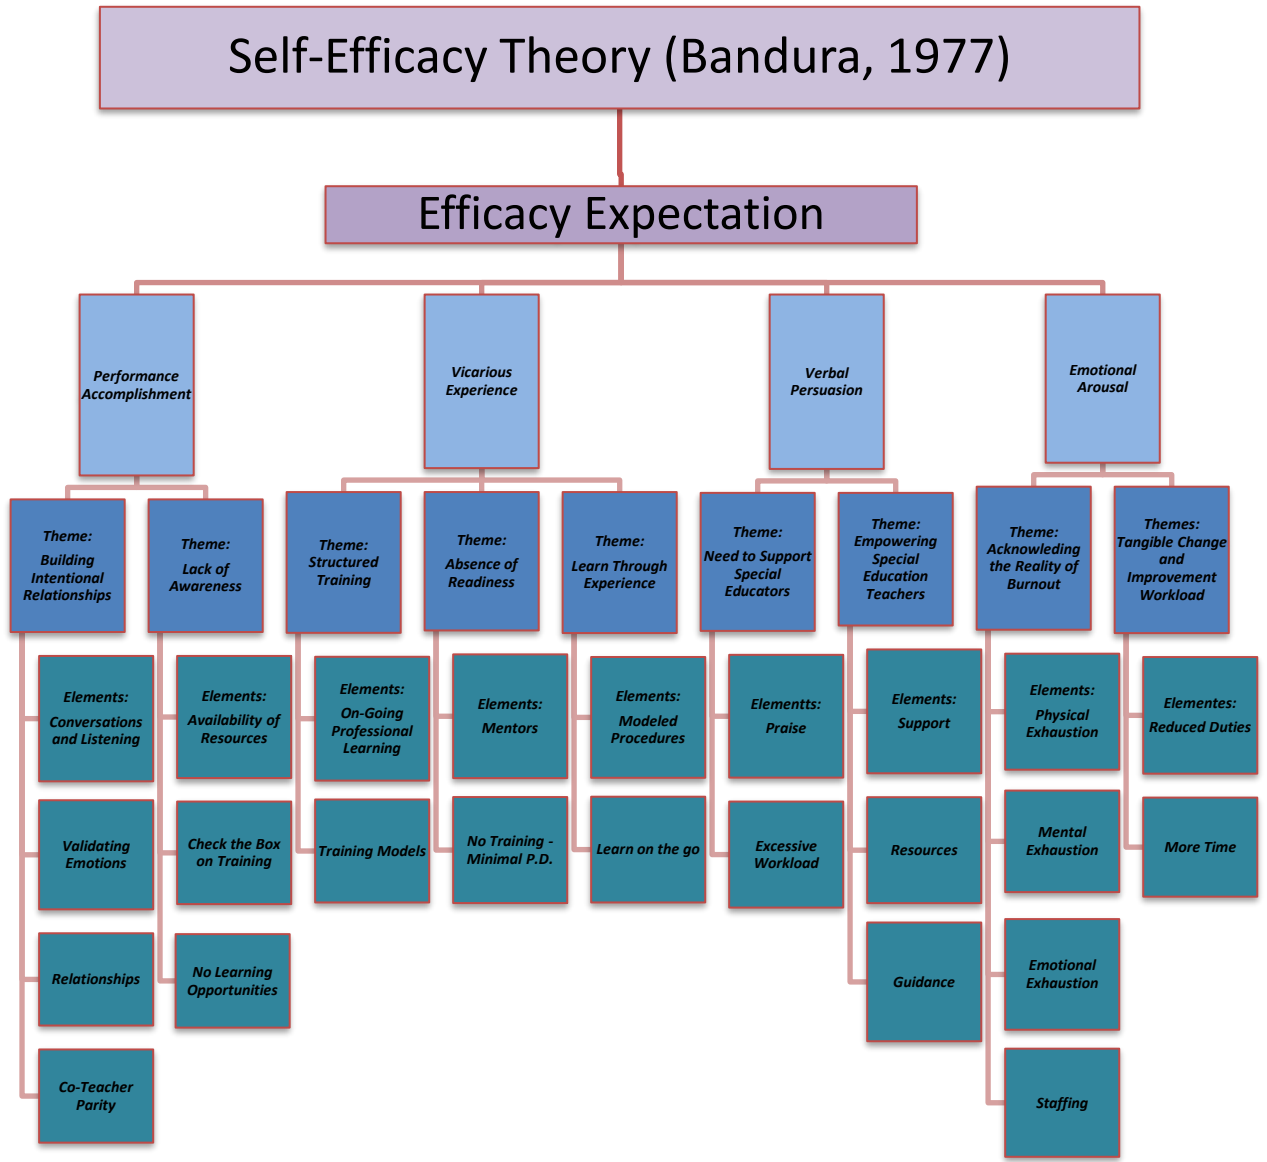 Self-Efficacy Theory (Bandura, 1977)
Efficacy Expectation
Performance
Accomplishment
Vicarious
Experience
Verbal
Persuasion
Emotional
Arousal
Theme:
Building
Intentional
Relationships
Theme:
Lack of
Awareness
Theme:
Structured
Training
Theme:
Absence of
Readiness
Theme:
Learn Through
Experience
Theme:
Need to Support
Special
Educators
Theme:
Empowering
Special
Education
Teachers
Theme:
Acknowleding
the Reality of
Burnout
Themes:
Tangible Change
and
Improvement
Workload
Elements:
Conversations
and Listening
Elements:
Availability of
Resources
Elements:
On-Going
Professional
Learning
Elements:
Mentors
Elements:
Modeled
Procedures
Elementts:
Praise
Elements:
Support
Elements:
Physical
Exhaustion
Elementes:
Reduced Duties
Validating
Emotions
Check the Box
on Training
Training Models
No Training -
Minimal P.D.
Learn on the go
Excessive
Workload
Resources
Mental
Exhaustion
More Time
Relationships
No Learning
Opportunities
Guidance
Emotional
Exhaustion
Co-Teacher
Parity
Staffing